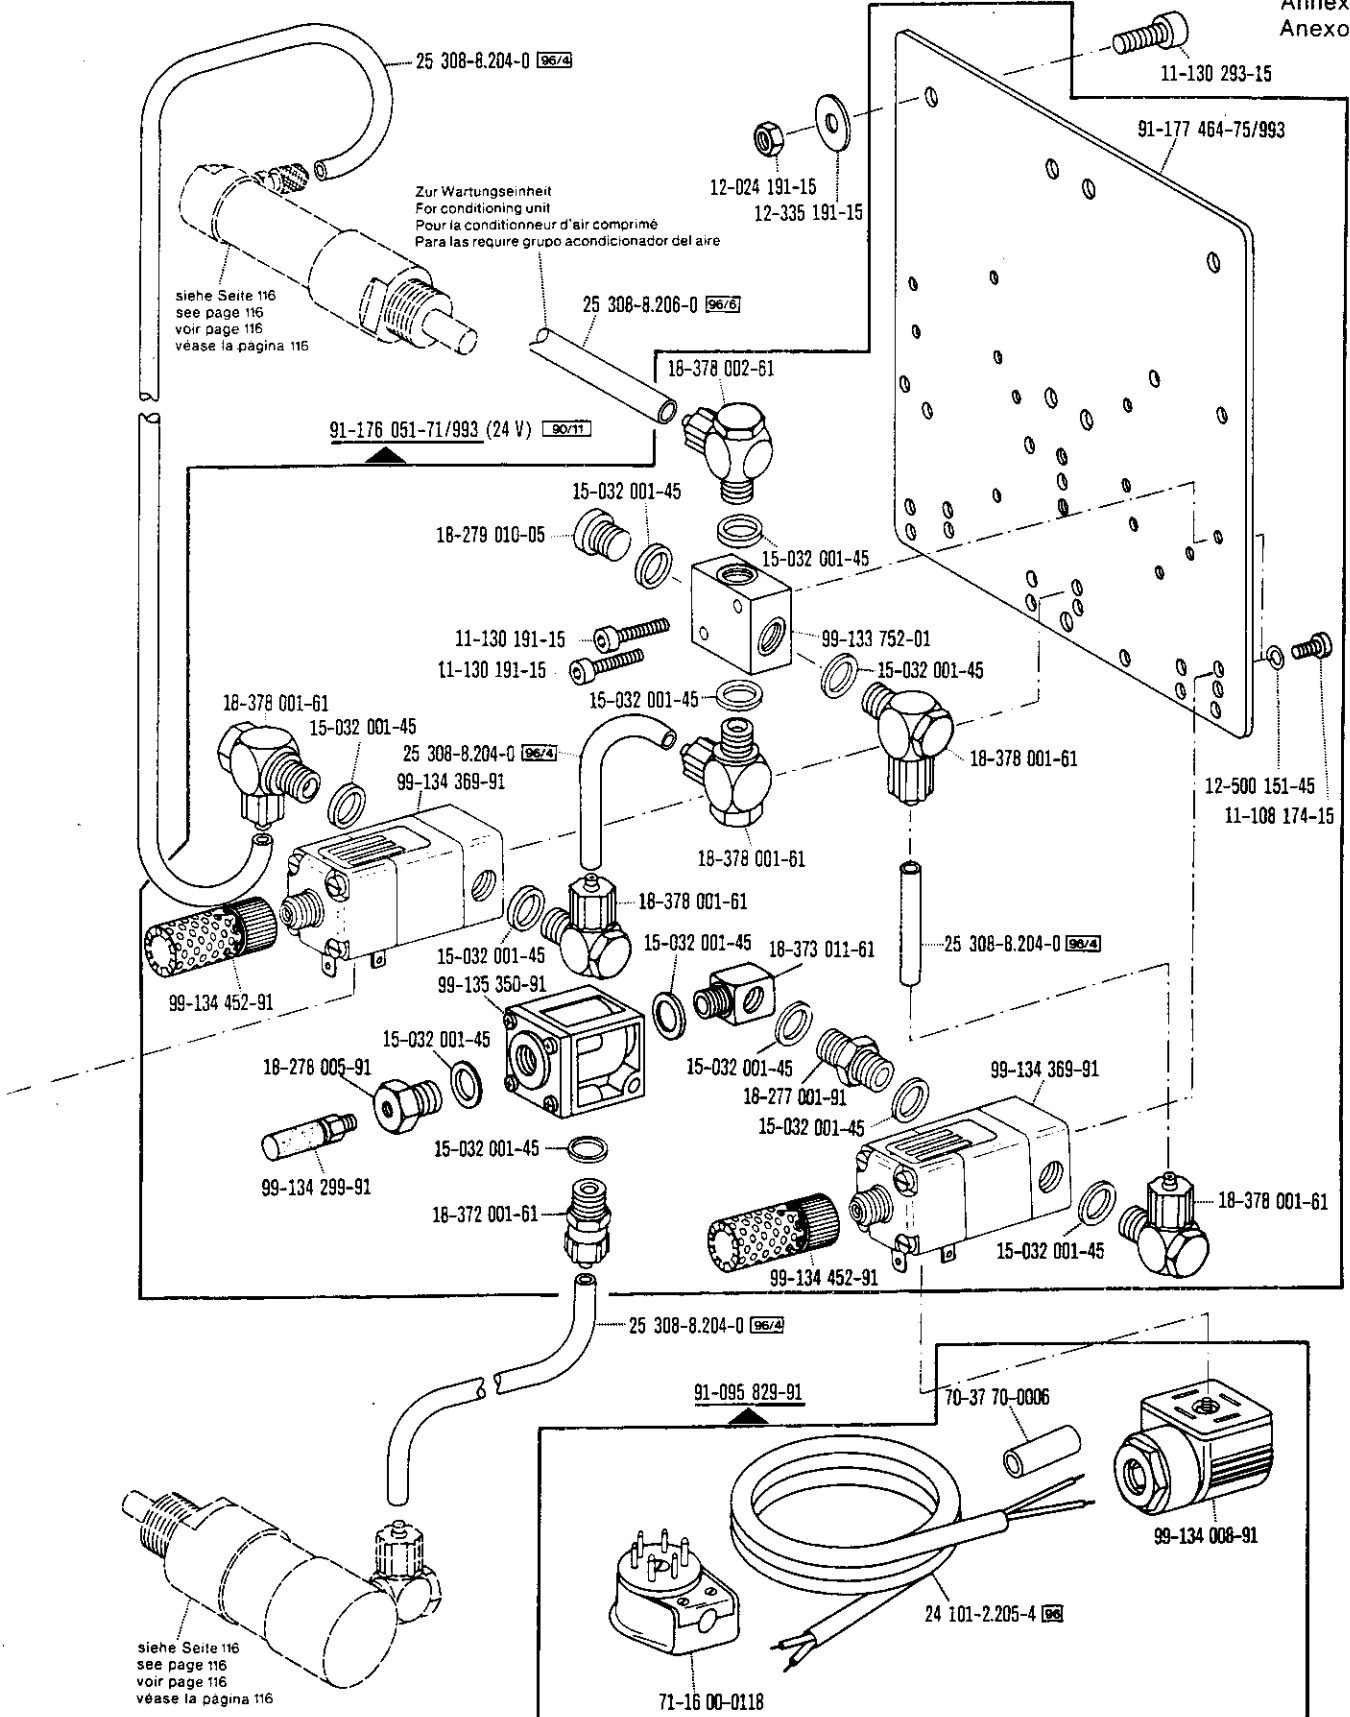 Annex
Anexo
25 308-8.204-0 96/4
11-130 293-15
91-177 464-75/993
12-024 191-15
12-335 191-15
Zur Wartungseinheit
For conditioning unit
Pour la conditionneur d'air comprimé
Para las require grupo acondicionador del aire
siehe Seite 116
see page 116
voir page 116
véase la página 116
25 308-8.206-0 96/6
18-378 002-61
91-176 051-71/993 (24 V) 90/11
15-032 001-45
18-279 010-05
15-032 001-45
11-130 191-15
99-133 752-01
11-130 191-15
15-032 001-45
15-032 001-45
18-378 001-61
15-032 001-45
25 308-8.204-0 96/4
18-378 001-61
99-134 369-91
12-500 151-45
11-108 174-15
18-378 001-61
18-378 001-61
15-032 001-45
15-032 001-45
18-373 011-61
25 308-8.204-0 96/4
99-135 350-91
99-134 452-91
15-032 001-45
18-278 005-91
15-032 001-45
99-134 369-91
18-277 001-91
15-032 001-45
15-032 001-45
99-134 299-91
18-372 001-61
18-378 001-61
15-032 001-45
99-134 452-91
25 308-8.204-0 96/4
91-095 829-91
70-37 70-0006
99-134 008-91
24 101-2.205-4 96
siehe Seite 116
see page 116
voir page 116
véase la página 116
71-16 00-0118